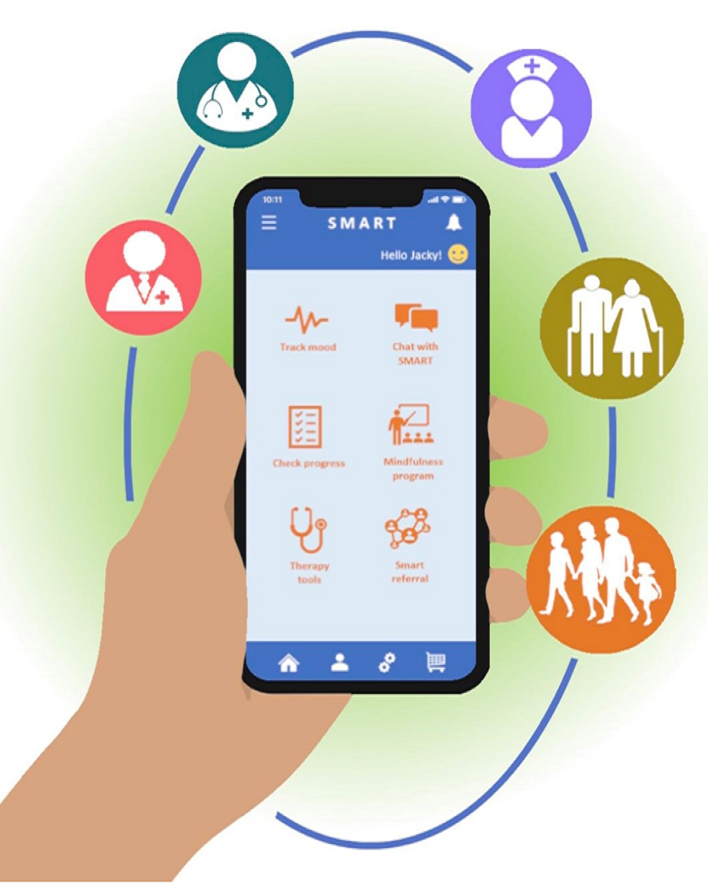 10:11
SMART
Hello Jacky!
Track mood
Chat with
SMART
Check progress
Mindfulness
program
Therapy
tools
Smart
referral